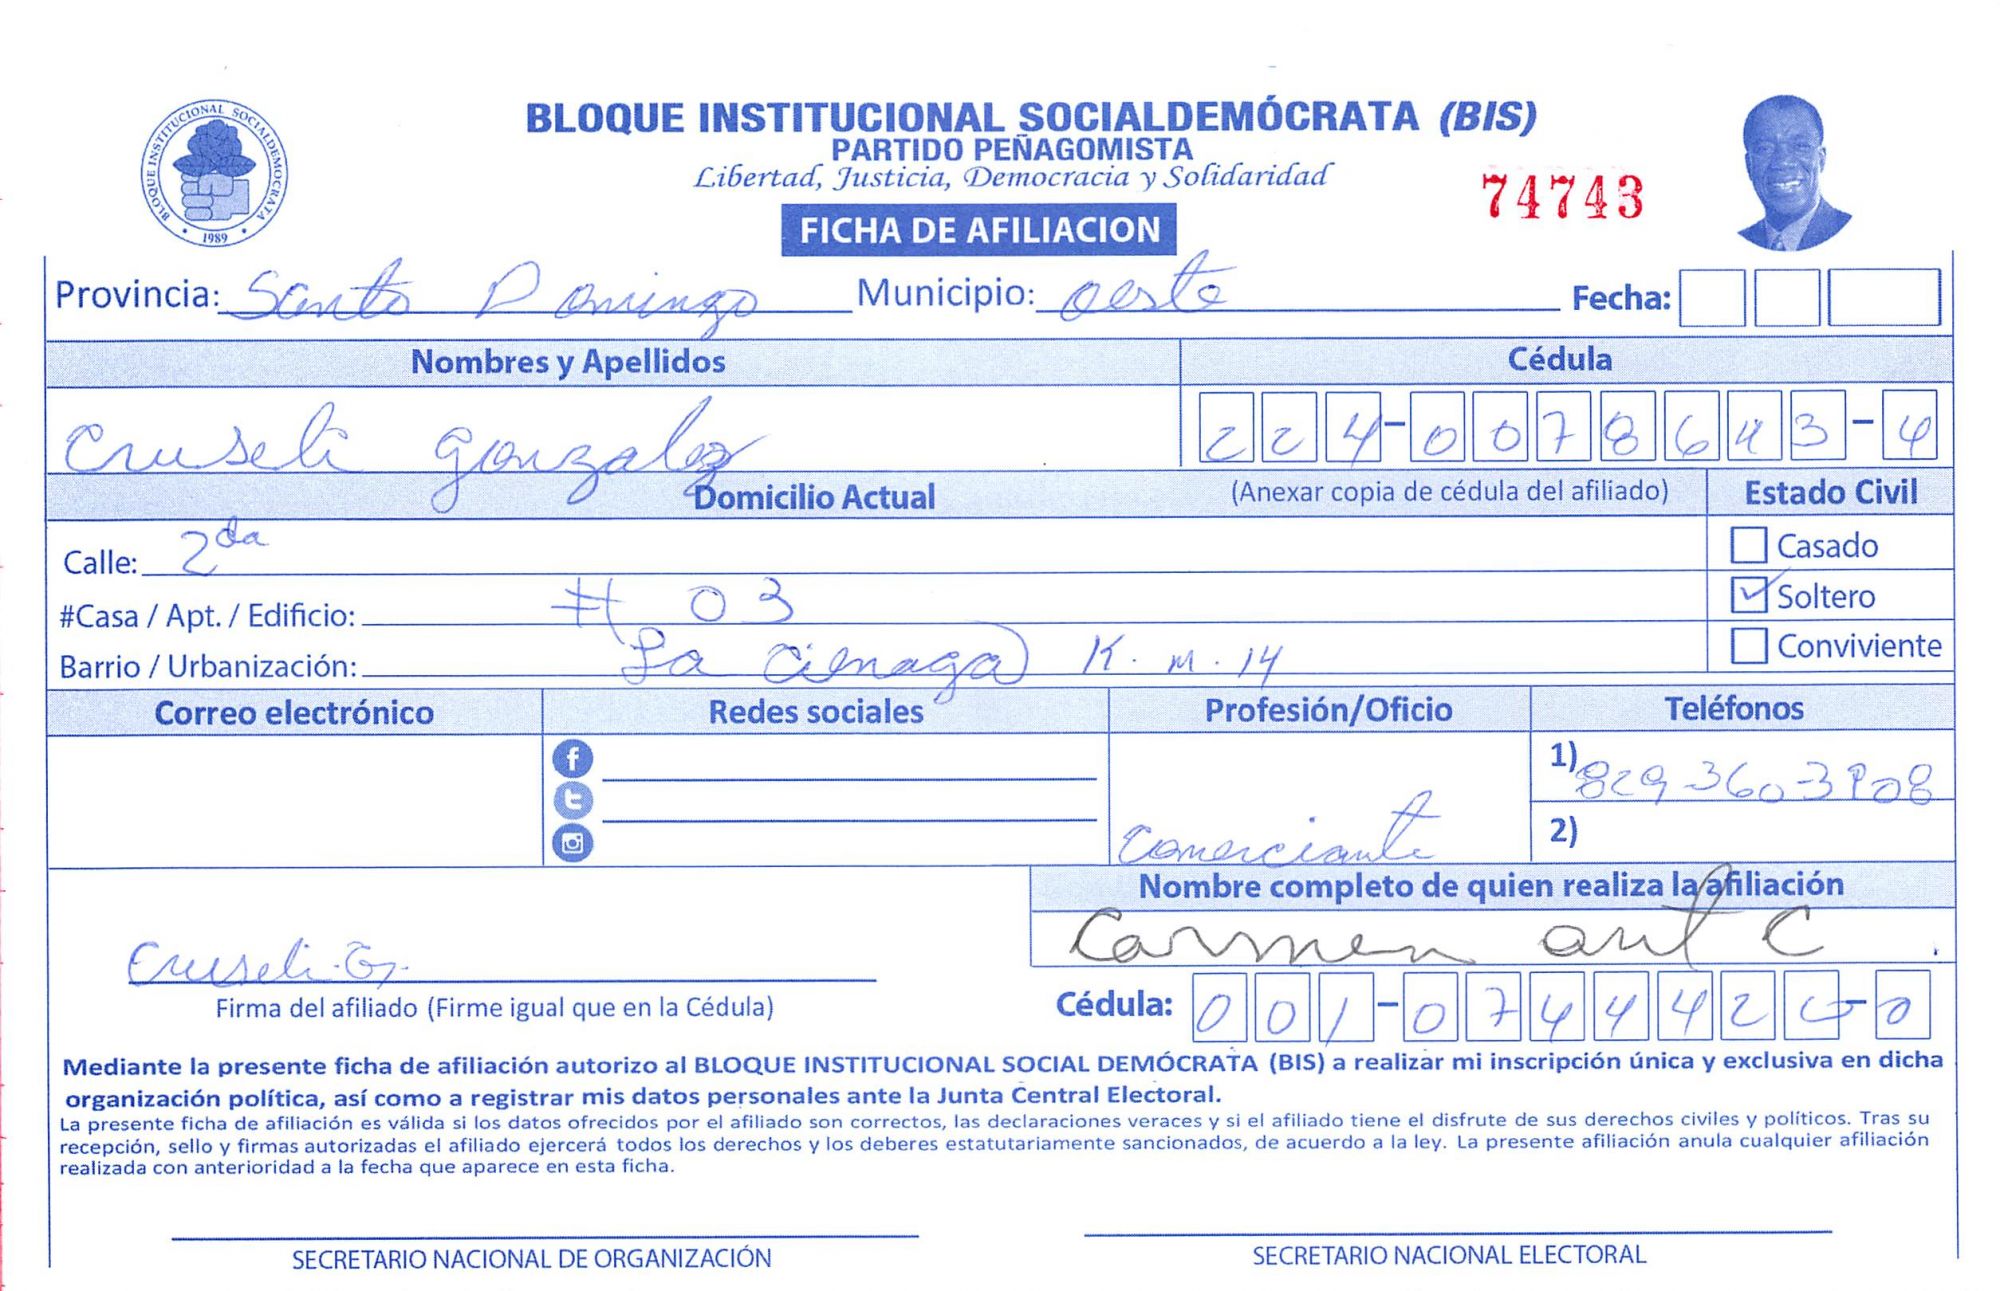 BLOQUE INSTITUCIONAL SOCIALDEMÓCRATA (BIS)
PARTIDO PEÑAGOMISTA
Libertad, Justicia, Democracia y Solidaridad
74743
BLOQUE INSTITUCIONAL SOCIALDEMOCRATA
1989
FICHA DE AFILIACION
Provincia: Santo Domingo Municipio: oeste Fecha:
Nombres y Apellidos Cédula
Cruseli gonzalez 224-0078643-4
Domicilio Actual (Anexar copia de cédula del afiliado) Estado Civil
Calle: 2da Casado
#Casa / Apt. / Edificio: # 03 Soltero
Barrio / Urbanización: La Cienaga K.m.14 Conviviente
Correo electrónico Redes sociales Profesión/Oficio Teléfonos
1) 829-360-3908
Comerciante 2)
Nombre completo de quien realiza la afiliación
Carmen ant C
Cruseli.G.
Firma del afiliado (Firme igual que en la Cédula) Cédula: 001-0744420-0
Mediante la presente ficha de afiliación autorizo al BLOQUE INSTITUCIONAL SOCIAL DEMÓCRATA (BIS) a realizar mi inscripción única y exclusiva en dicha
organización política, así como a registrar mis datos personales ante la Junta Central Electoral.
La presente ficha de afiliación es válida si los datos ofrecidos por el afiliado son correctos, las declaraciones veraces y si el afiliado tiene el disfrute de sus derechos civiles y políticos. Tras su
recepción, sello y firmas autorizadas el afiliado ejercerá todos los derechos y los deberes estatutariamente sancionados, de acuerdo a la ley. La presente afiliación anula cualquier afiliación
realizada con anterioridad a la fecha que aparece en esta ficha.
SECRETARIO NACIONAL DE ORGANIZACIÓN SECRETARIO NACIONAL ELECTORAL